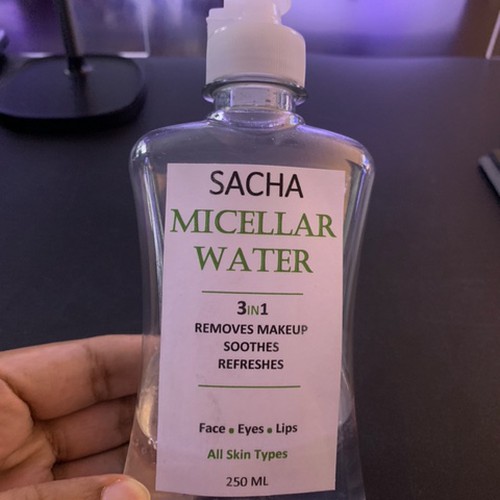 SACHA
MICELLAR
WATER
3IN1
REMOVES MAKEUP
SOOTHES
REFRESHES
Face • Eyes • Lips
All Skin Types
250 ML